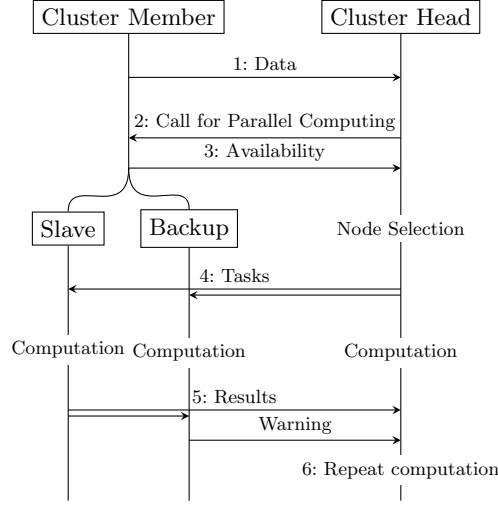 Cluster Member
Cluster Head
1: Data
2: Call for Parallel Computing
3: Availability
Slave
Backup
Node Selection
4: Tasks
Computation
Computation
Computation
5: Results
Warning
6: Repeat computation